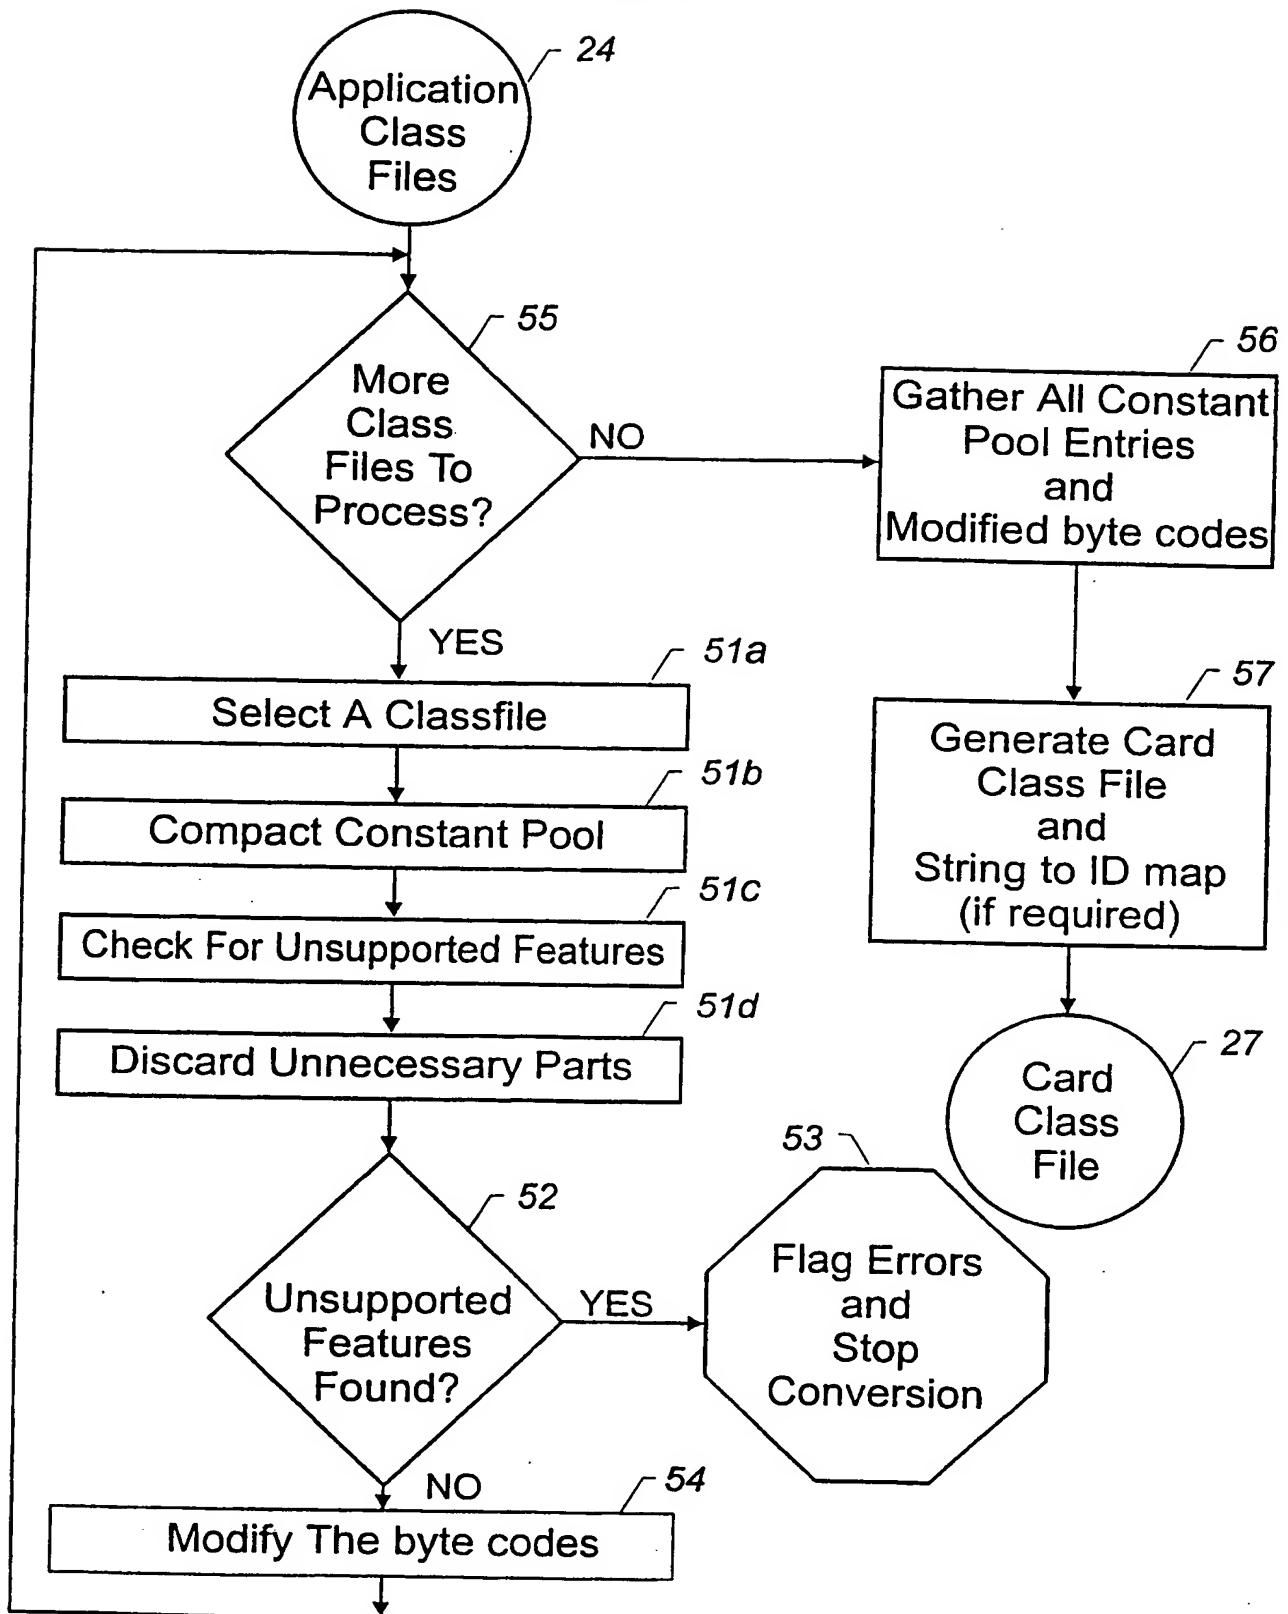 24
Application
Class
Files
55
More
Class
Files To
Process?
NO
56
Gather All Constant
Pool Entries
and
Modified byte codes
YES
51a
Select A Classfile
57
Generate Card
Class File
and
String to ID map
(if required)
51b
Compact Constant Pool
51c
Check For Unsupported Features
51d
Discard Unnecessary Parts
27
Card
Class
File
52
Unsupported
Features
Found?
YES
53
Flag Errors
and
Stop
Conversion
NO
54
Modify The byte codes